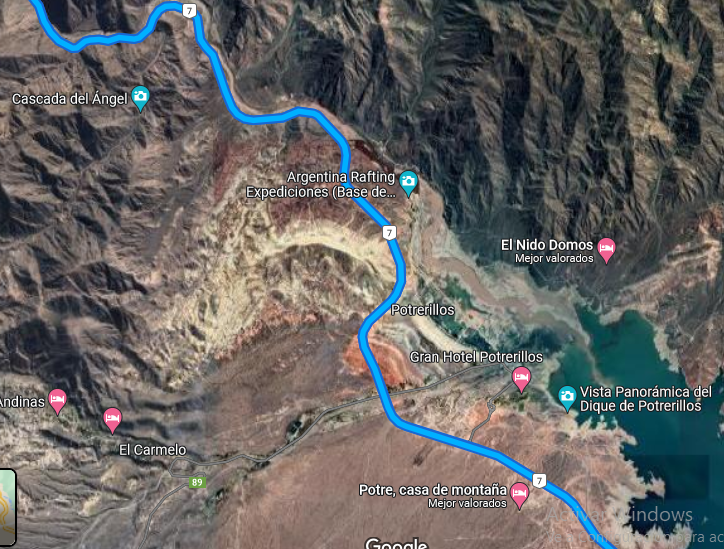 7
Cascada del Ángel
Argentina Rafting
Expediciones (Base de...
7
El Nido Domos
Mejor valorados
Potrerillos
Gran Hotel Potrerillos
Vista Panorámica del
Dique de Potrerillos
Andinas
El Carmelo
89
7
Potre, casa de montaña
Mejor valorados
Windows
Google